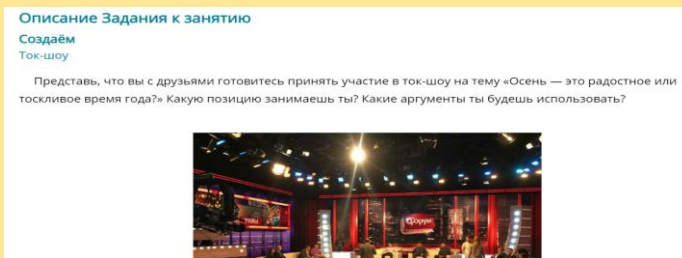 Описание Задания к занятию
Создаём
Ток-шоу
Представь, что вы с друзьями готовитесь принять участие в ток-шоу на тему «Осень — это радостное или
тоскливое время года?» Какую позицию занимаешь ты? Какие аргументы ты будешь использовать?
Форум